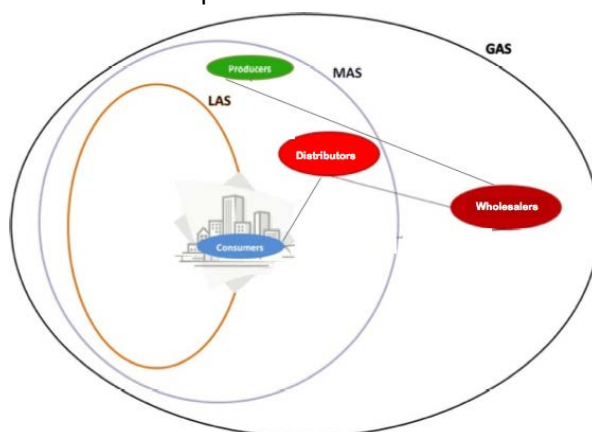 GAS
Producers
MAS
LAS
Distributors
Wholesalers
Consumers